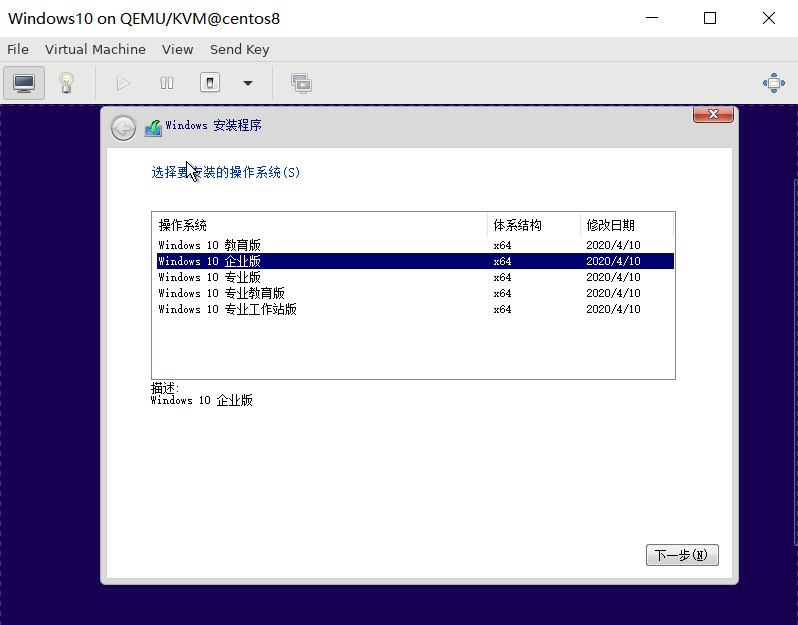 Windows10 on QEMU/KVM@centos8
File Virtual Machine View Send Key
Windows 安装程序
选择要安装的操作系统(S)
操作系统 体系结构 修改日期
Windows 10 教育版 x64 2020/4/10
Windows 10 企业版 x64 2020/4/10
Windows 10 专业版 x64 2020/4/10
Windows 10 专业教育版 x64 2020/4/10
Windows 10 专业工作站版 x64 2020/4/10
描述:
Windows 10 企业版
下一步(N)